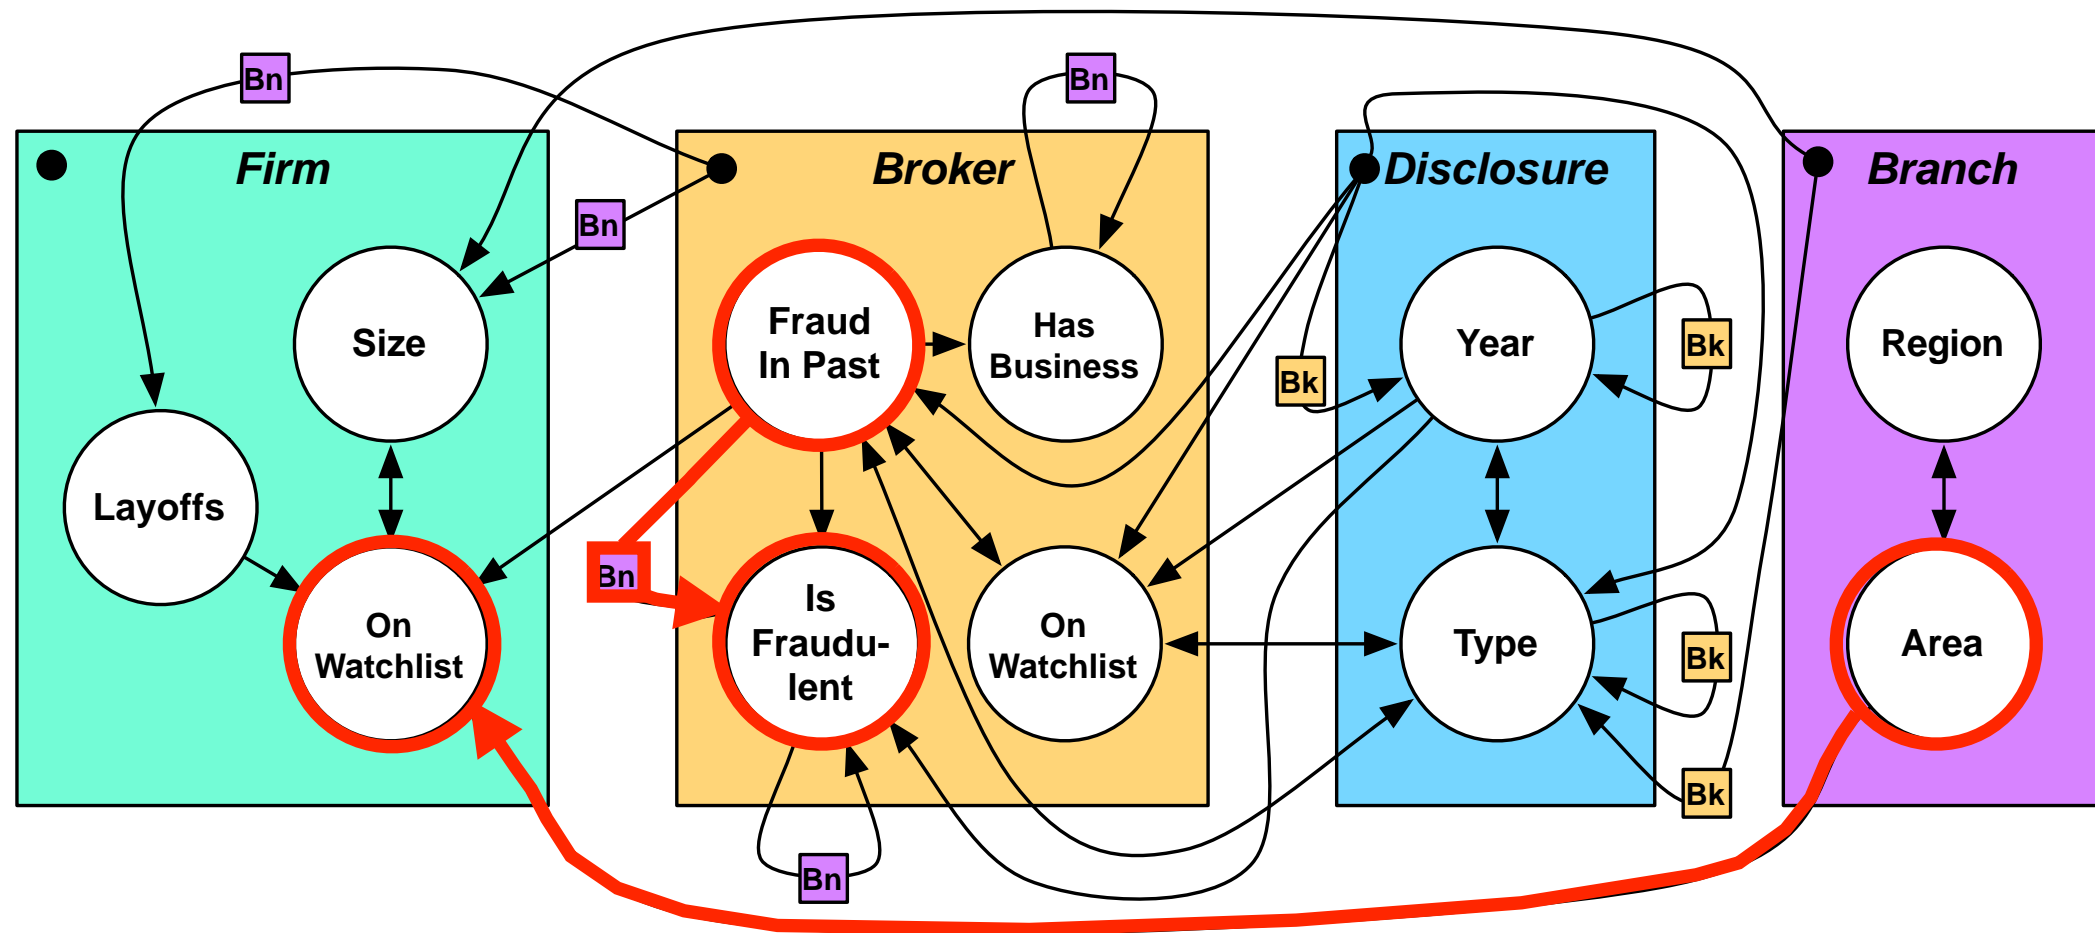 Bn
Bn
Firm
Broker
Disclosure
Branch
Bn
Size
Fraud
In Past
Has
Business
Year
Bk
Region
Bk
Layoffs
Bn
On
Watchlist
Is
Fraudu-
lent
On
Watchlist
Type
Bk
Area
Bk
Bn